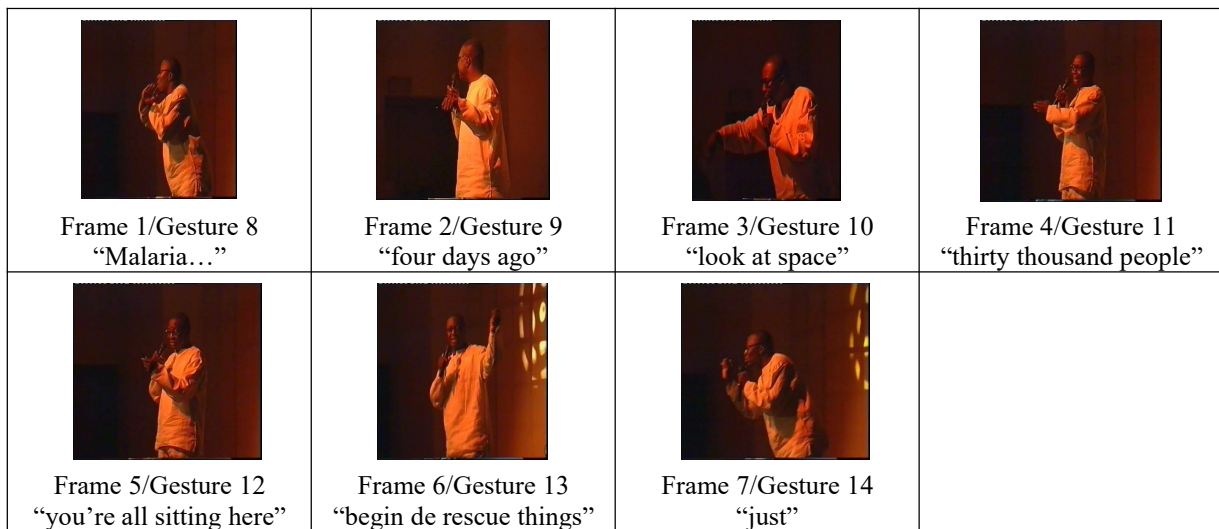 Frame 1/Gesture 8
“Malaria…”
Frame 2/Gesture 9
“four days ago”
Frame 3/Gesture 10
“look at space”
Frame 4/Gesture 11
“thirty thousand people”
Frame 5/Gesture 12
“you’re all sitting here”
Frame 6/Gesture 13
“begin de rescue things”
Frame 7/Gesture 14
“just”